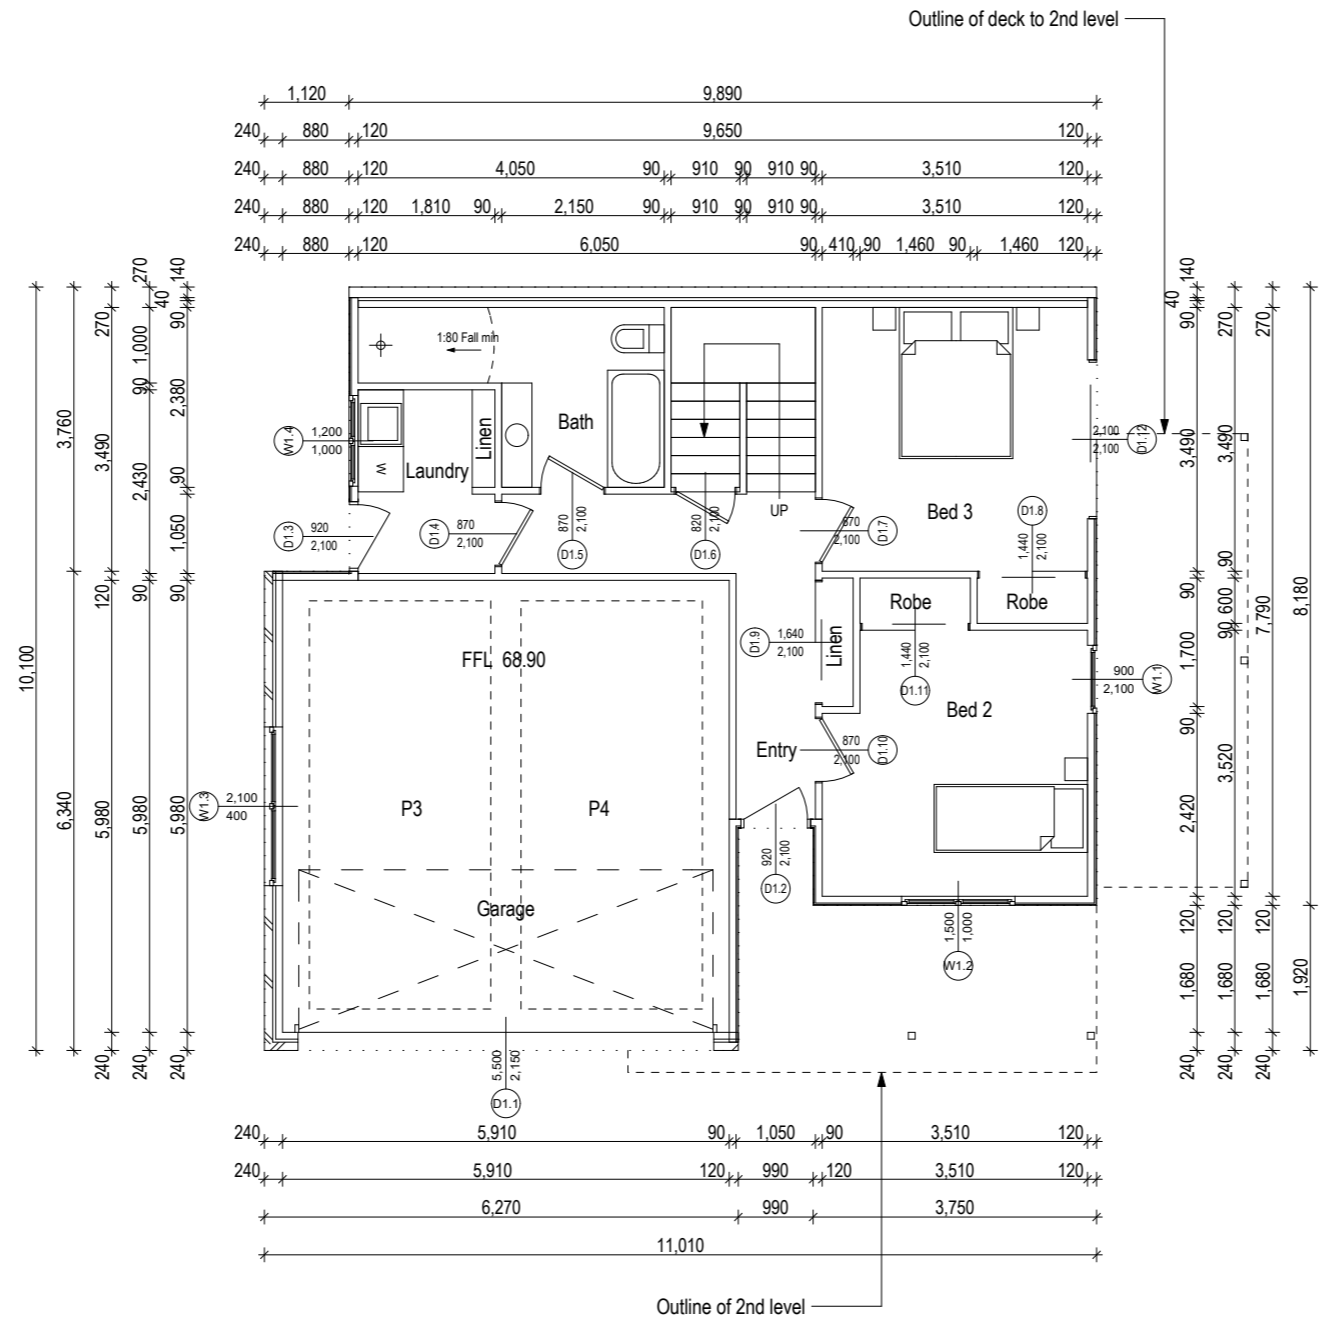 Outline of deck to 2nd level
1,120 9,890
240 880 120 9,650 120
240 880 120 4,050 90 910 90 910 90 3,510 120
240 880 120 1,810 90 2,150 90 910 90 910 90 3,510 120
240 880 120 6,050 90 410 90 1,460 90 1,460 120
10,100
3,760 6,340
270 3,490 120 5,980 240
270 1,000 90 2,430 90 5,980 240
140 40 90 2,380 90 1,050 90 5,980 240
1:80 Fall min
Bath
Linen
Laundry
W
UP
Bed 3
Robe
Robe
Linen
Bed 2
Entry
FFL 68.90
P3
P4
Garage
W1.4 1,200 1,000
D1.3 920 2,100
D1.4 870 2,100
D1.5 870 2,100
D1.6 820 2,100
D1.7 870 2,100
D1.8 1,440 2,100
D1.12 2,100 2,100
D1.9 1,640 2,100
D1.11 1,440 2,100
W1.1 900 2,100
D1.10 870 2,100
W1.3 2,100 400
D1.2 920 2,100
W1.2 1,500 1,000
D1.1 5,500 2,150
140 40 90 3,490 90 1,700 90 2,420 120 1,680 240
270 3,490 90 600 90 3,520 120 1,680 240
270 7,790 120 1,680 240
8,180 1,920
240 5,910 90 1,050 90 3,510 120
240 5,910 120 990 120 3,510 120
6,270 990 3,750
11,010
Outline of 2nd level